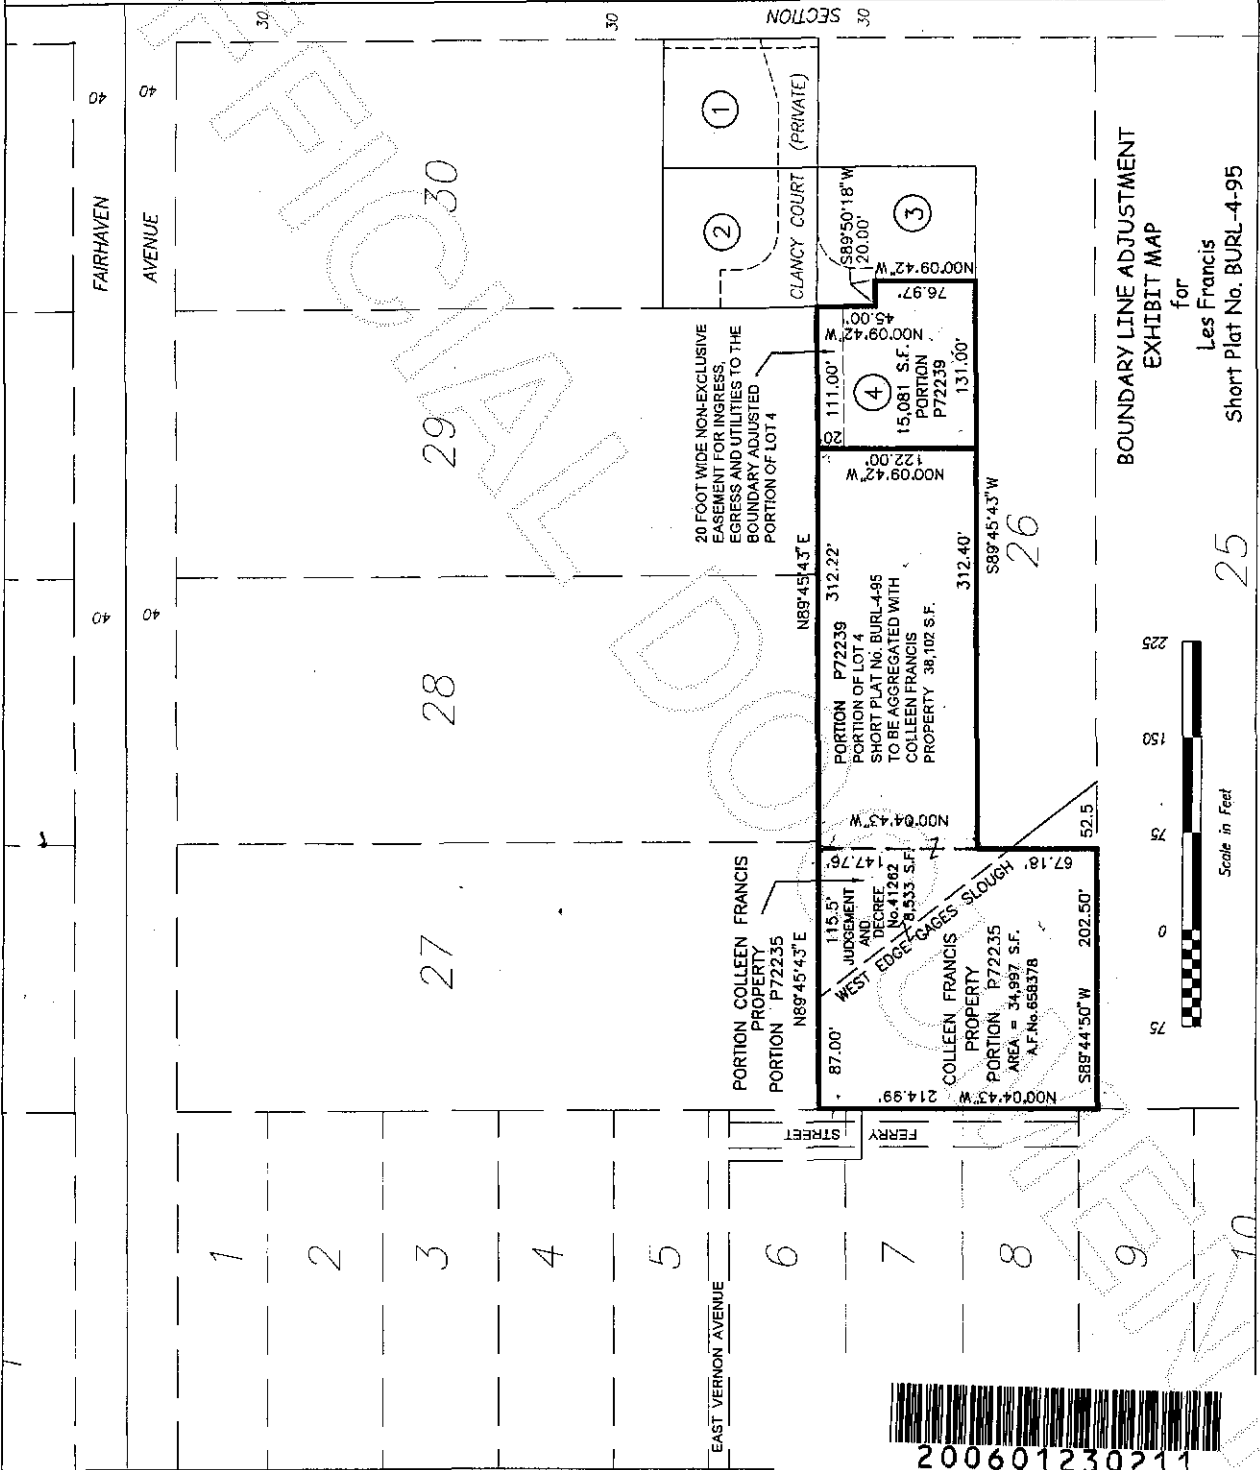 30
30
SECTION
30
FAIRHAVEN
AVENUE
40
40
40
40
30
29
28
27
26
25
1
2
CLANCY COURT (PRIVATE)
S89°50'18"W
20.00'
3
N00°09'42"W
76.97'
45.00'
N00°09'42"W
20 FOOT WIDE NON-EXCLUSIVE
EASEMENT FOR INGRESS,
EGRESS AND UTILITIES TO THE
BOUNDARY ADJUSTED
PORTION OF LOT 4
20'
111.00'
4
15,081 S.F.
PORTION
P72239
131.00'
122.00'
N00°09'42"W
N89°45'43"E
312.22'
PORTION P72239
PORTION OF LOT 4
SHORT PLAT No. BURL-4-95
TO BE AGGREGATED WITH
COLLEEN FRANCIS
PROPERTY 38,102 S.F.
312.40'
S89°45'43"W
N00°04'43"W
PORTION COLLEEN FRANCIS
PROPERTY
PORTION P72235
N89°45'43"E
147.76'
115.5'
JUDGEMENT
AND
DECREE
No.41262
8,533 S.F.
Z
WEST EDGE GAGES SLOUGH
52.5
67.18'
87.00'
COLLEEN FRANCIS
PROPERTY
PORTION P72235
AREA = 34,997 S.F.
A.F.No.658378
S89°44'50"W 202.50'
214.99'
N00°04'43"W
FERRY
STREET
1
2
3
4
5
6
7
8
9
10
EAST VERNON AVENUE
BOUNDARY LINE ADJUSTMENT
EXHIBIT MAP
for
Les Francis
Short Plat No. BURL-4-95
75
0
75
150
225
Scale in Feet
200601230211